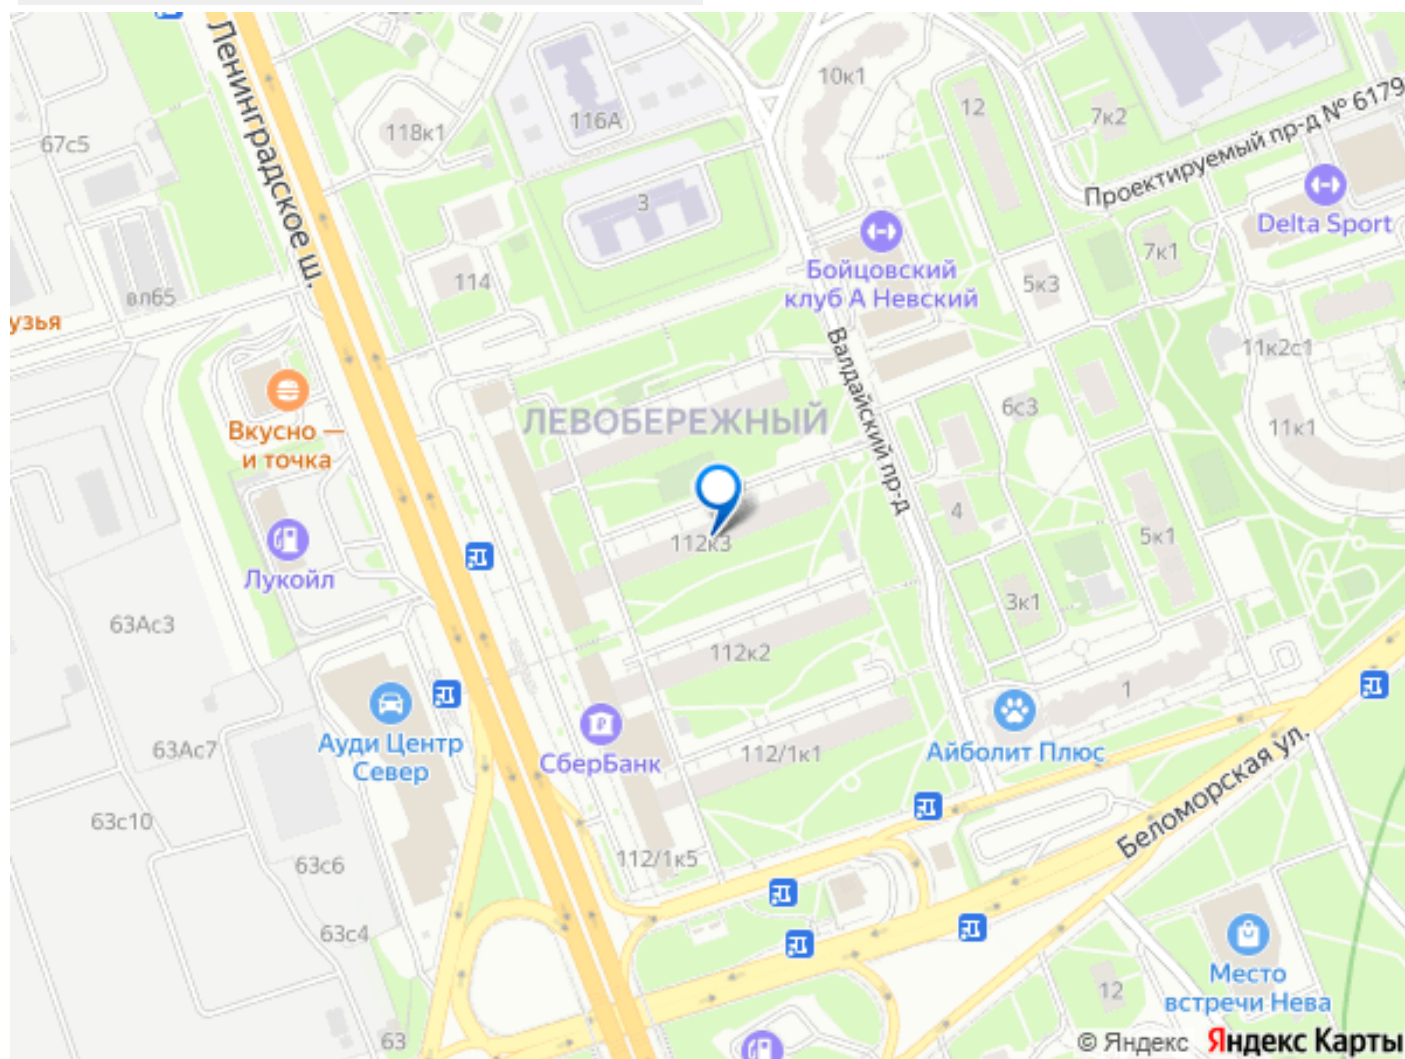 Ленинградское ш.
67с5
118к1
116А
10к1
12
7к2
Проектируемый пр-д № 6179
3
Delta Sport
Бойцовский
клуб А Невский
7к1
114
5к3
вл65
узья
Валдайский пр-д
11к2с1
Вкусно —
и точка
ЛЕВОБЕРЕЖНЫЙ
6с3
11к1
4
112к3
5к1
Лукойл
3к1
63Ас3
112к2
1
Ауди Центр
Север
СберБанк
112/1к1
Айболит Плюс
63Ас7
Беломорская ул.
63с10
63с6
112/1к5
63с4
Место
встречи Нева
12
63
© Яндекс Яндекс Карты